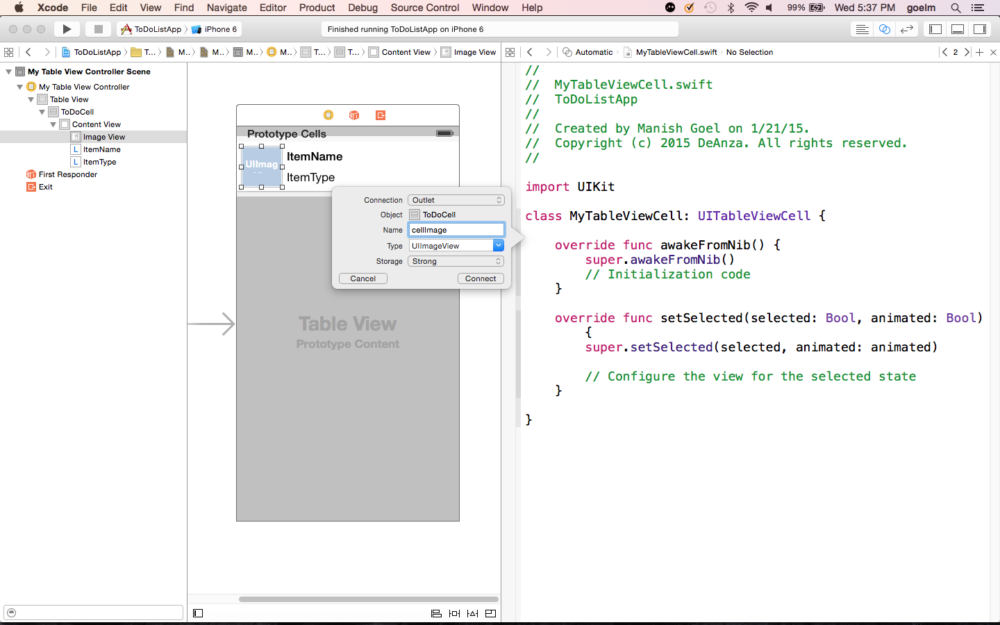 Xcode File Edit View Find Navigate Editor Product Debug Source Control Window Help 99% Wed 5:37 PM goelm
ToDoListApp iPhone 6 Finished running ToDoListApp on iPhone 6
ToDoListApp T... M.. M.. M.. M... T... T... Content View Image View Automatic MyTableViewCell.swift No Selection 2
My Table View Controller Scene
My Table View Controller
Table View
ToDoCell
Content View
Image View
L ItemName
L ItemType
First Responder
Exit
Prototype Cells
UIImag
ItemName
ItemType
Connection Outlet
Object ToDoCell
Name cellImage
Type UIImageView
Storage Strong
Cancel Connect
Table View
Prototype Content
//
// MyTableViewCell.swift
// ToDoListApp
//
// Created by Manish Goel on 1/21/15.
// Copyright (c) 2015 DeAnza. All rights reserved.
//
import UIKit
class MyTableViewCell: UITableViewCell {
override func awakeFromNib() {
super.awakeFromNib()
// Initialization code
}
override func setSelected(selected: Bool, animated: Bool)
{
super.setSelected(selected, animated: animated)
// Configure the view for the selected state
}
}